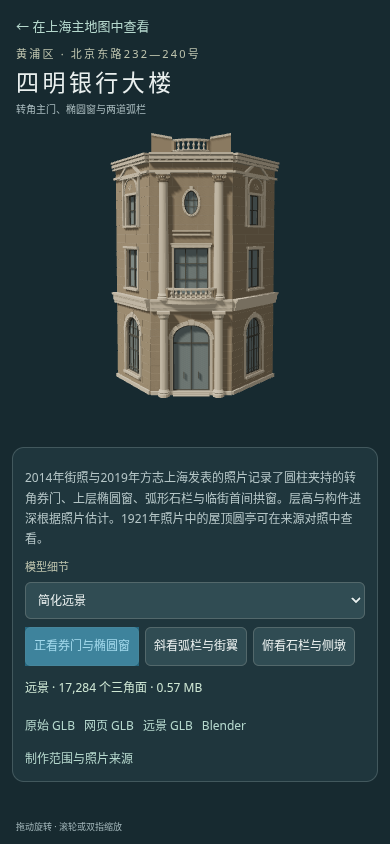 ← 在上海主地图中查看
黄浦区 · 北京东路232—240号
四明银行大楼
转角主门、椭圆窗与两道弧栏
2014年街照与2019年方志上海发表的照片记录了圆柱夹持的转
角券门、上层椭圆窗、弧形石栏与临街首间拱窗。层高与构件进
深根据照片估计。1921年照片中的屋顶圆亭可在来源对照中查
看。
模型细节
简化远景
正看券门与椭圆窗 斜看弧栏与街翼 俯看石栏与侧墩
远景 · 17,284 个三角面 · 0.57 MB
原始 GLB 网页 GLB 远景 GLB Blender
制作范围与照片来源
拖动旋转 · 滚轮或双指缩放